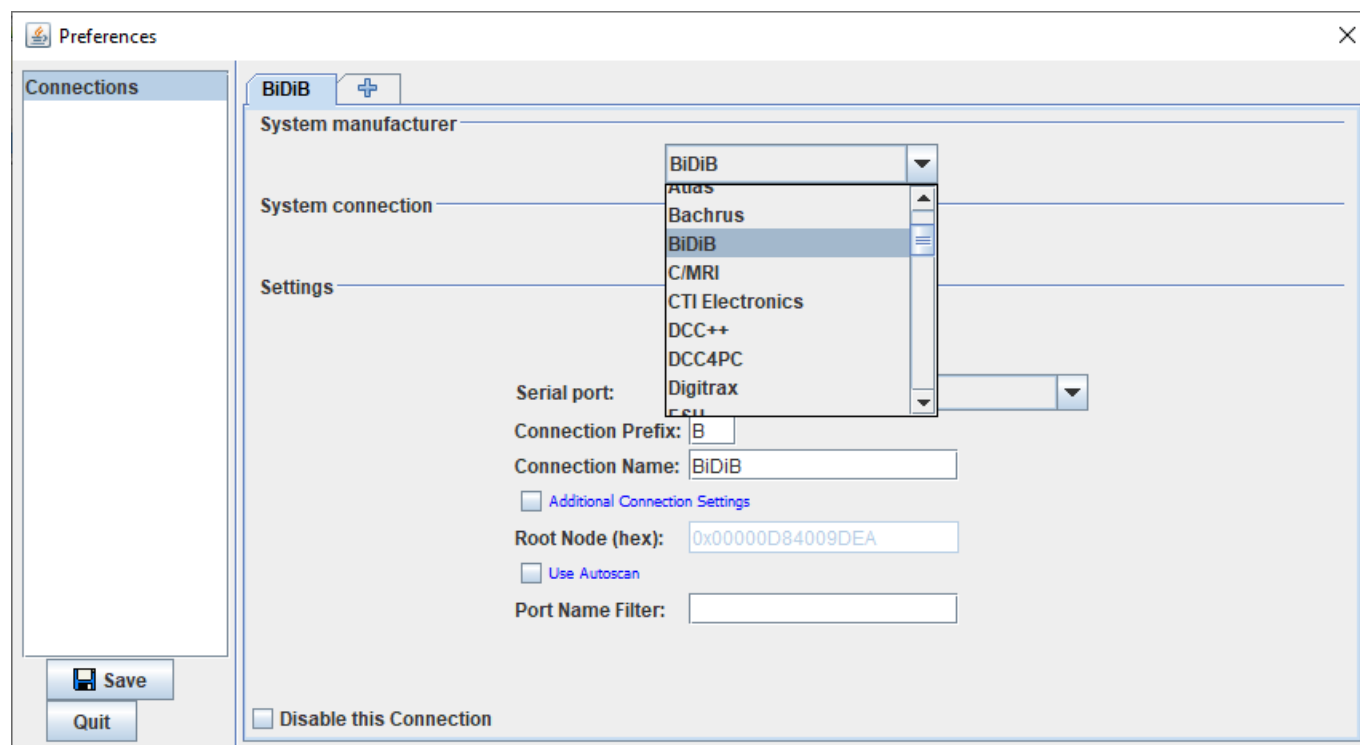 Preferences
Connections
BiDiB
System manufacturer
BiDiB
Atlas
System connection
Bachrus
BiDiB
C/MRI
Settings
CTI Electronics
DCC++
DCC4PC
Digitrax
ESU
Serial port:
Connection Prefix: B
Connection Name: BiDiB
Additional Connection Settings
Root Node (hex): 0x00000D84009DEA
Use Autoscan
Port Name Filter:
Save
Quit
Disable this Connection